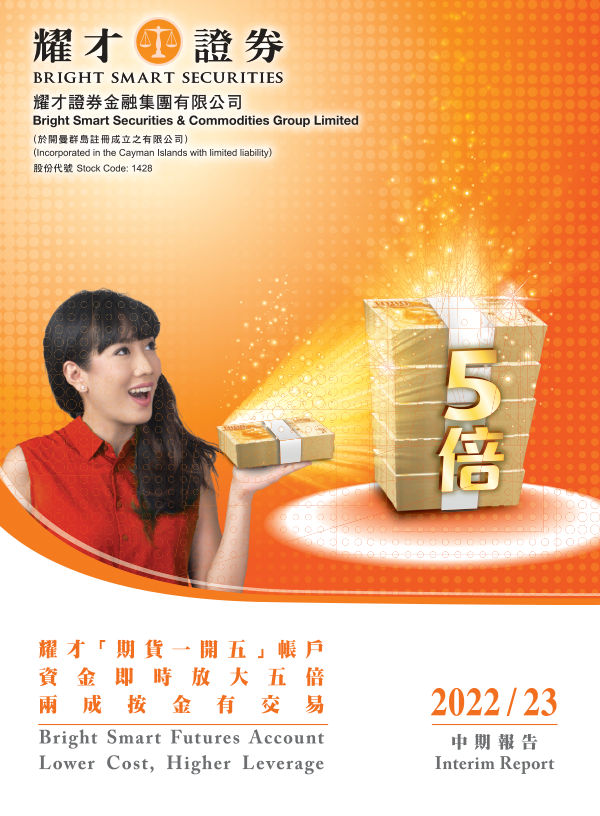 耀才證券
BRIGHT SMART SECURITIES
耀才證券金融集團有限公司
Bright Smart Securities & Commodities Group Limited
(於開曼群島註冊成立之有限公司)
(Incorporated in the Cayman Islands with limited liability)
股份代號 Stock Code: 1428
5
倍
耀才「期貨一開五」帳戶
資金即時放大五倍
兩成按金有交易
Bright Smart Futures Account
Lower Cost, Higher Leverage
2022/23
中期報告
Interim Report